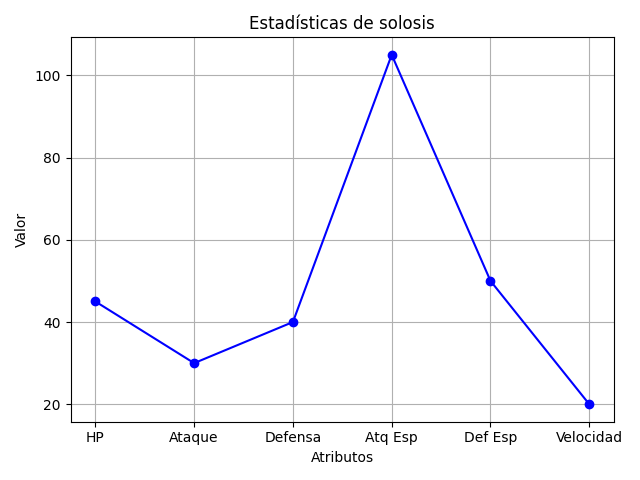 Estadísticas de solosis
Valor
100
80
60
40
20
HP Ataque Defensa Atq Esp Def Esp Velocidad
Atributos